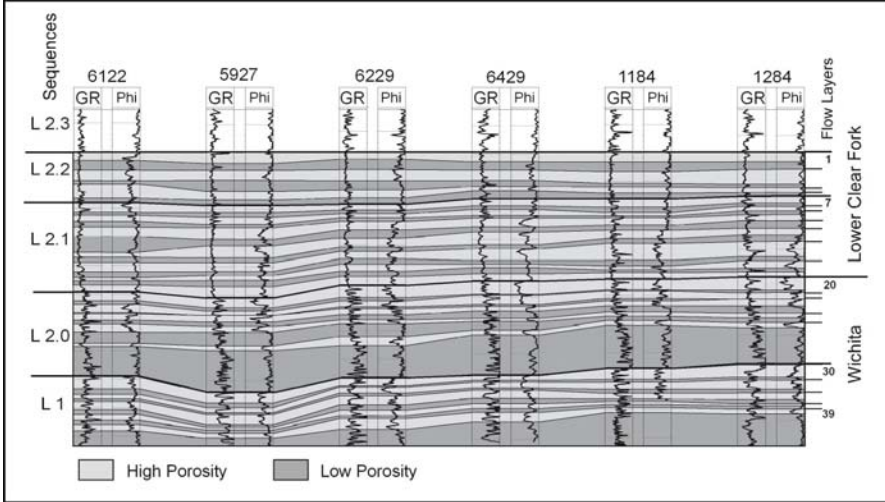 Sequences
6122 5927 6229 6429 1184 1284
GR Phi GR Phi GR Phi GR Phi GR Phi GR Phi
Flow Layers
L 2.3
L 2.2
L 2.1
L 2.0
L 1
1
7
20
30
39
Lower Clear Fork
Wichita
High Porosity Low Porosity